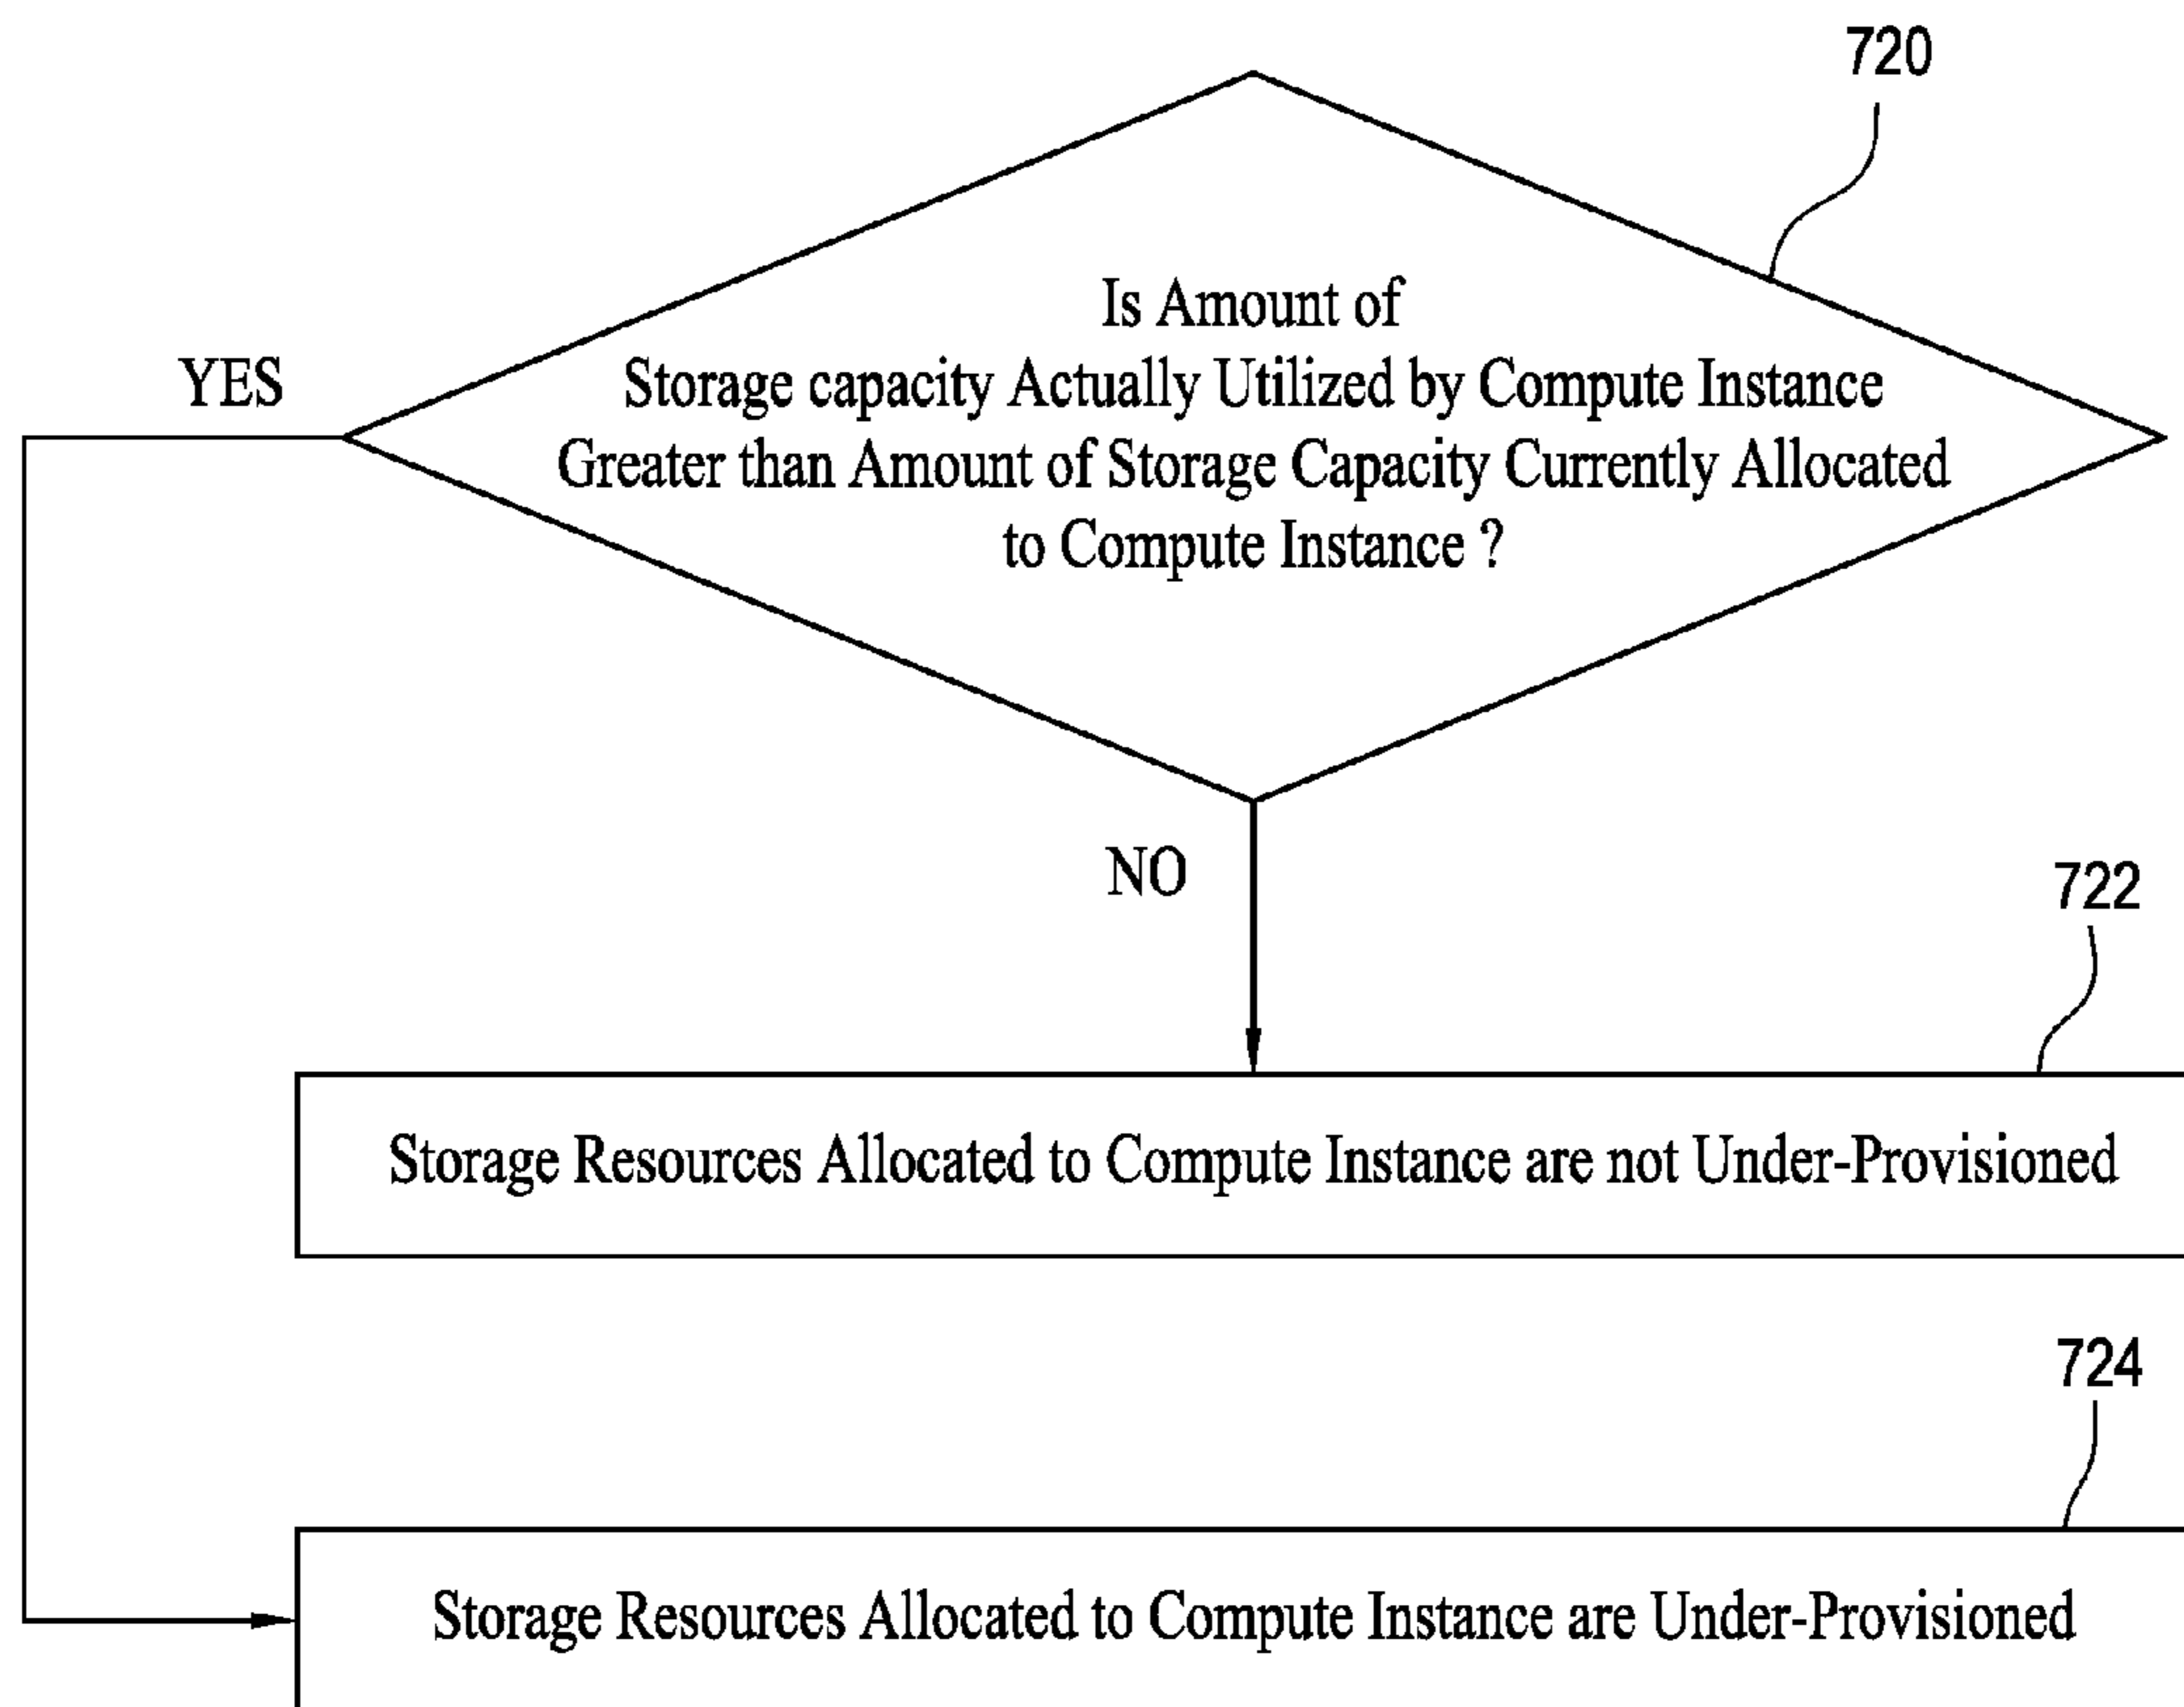 720
Is Amount of
Storage capacity Actually Utilized by Compute Instance
Greater than Amount of Storage Capacity Currently Allocated
to Compute Instance ?
YES
NO
722
Storage Resources Allocated to Compute Instance are not Under-Provisioned
724
Storage Resources Allocated to Compute Instance are Under-Provisioned